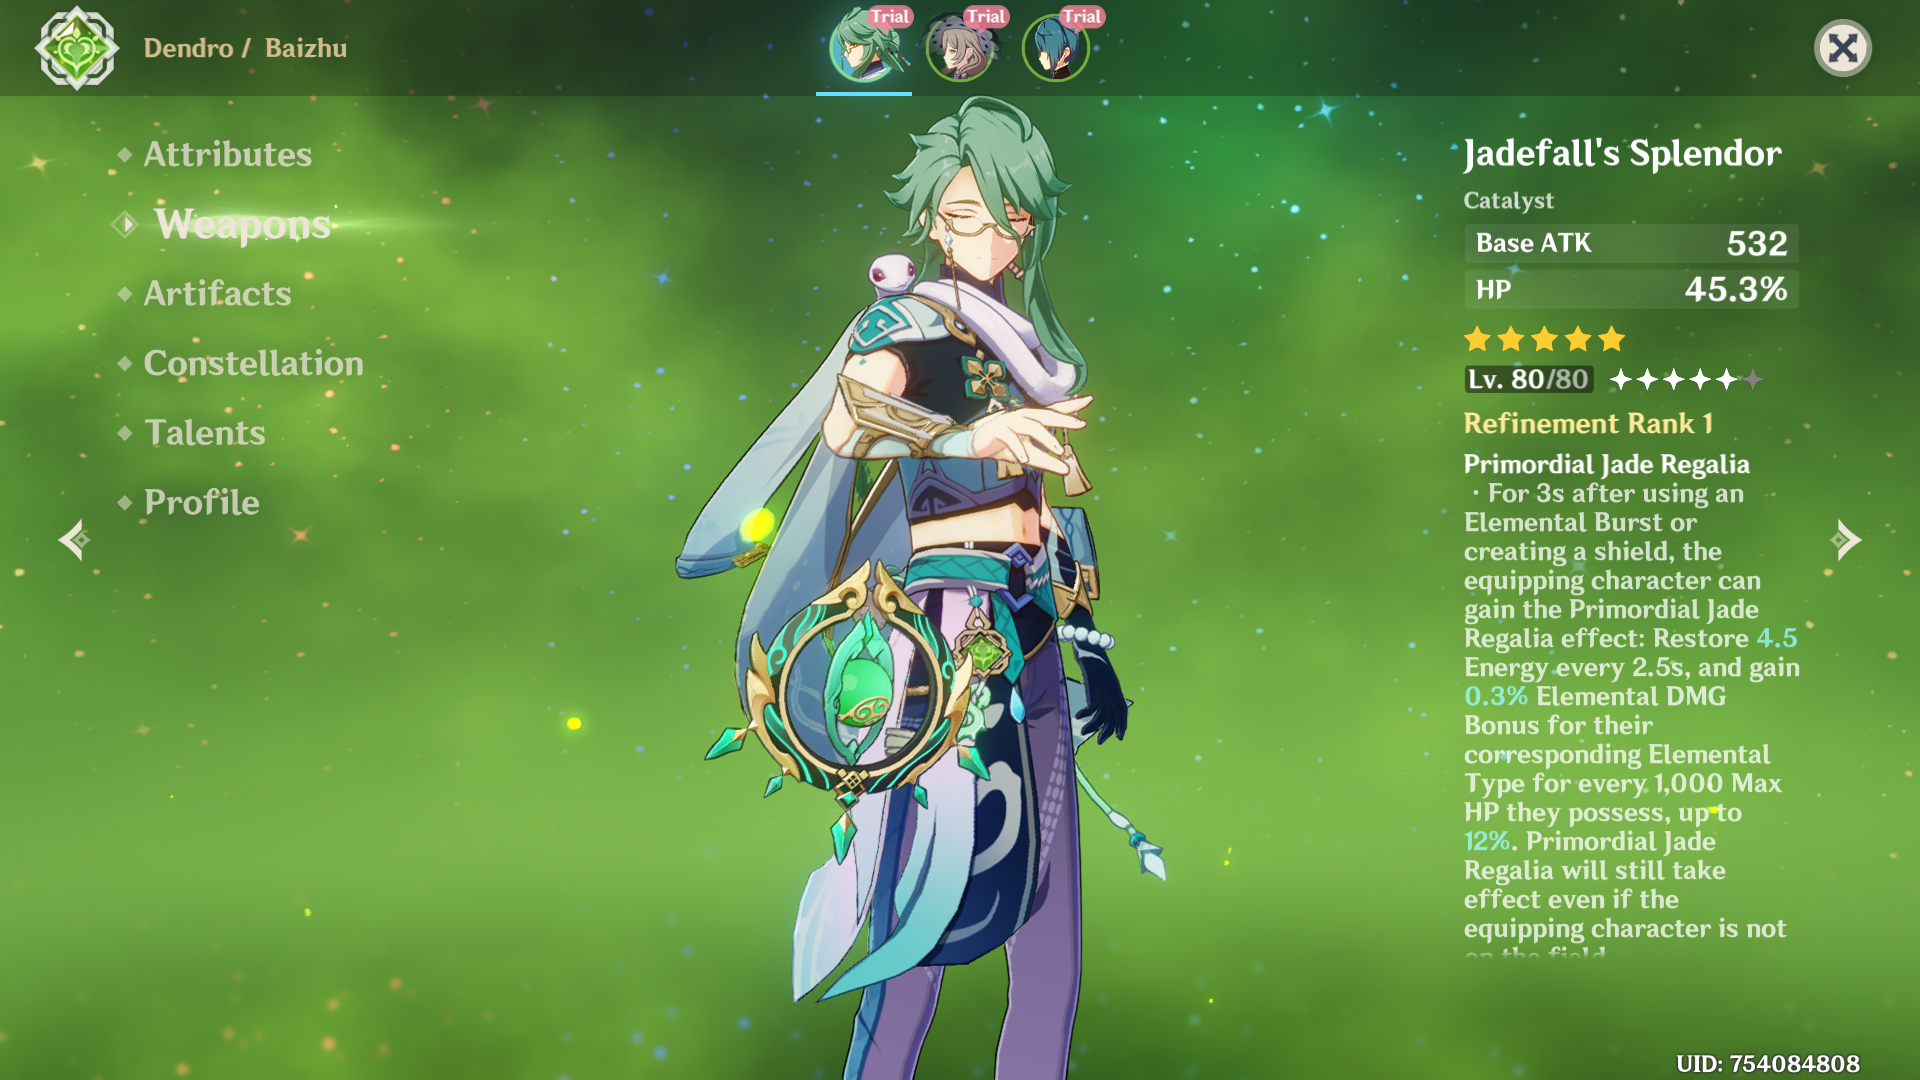 Dendro / Baizhu
Trial
Trial
Trial
Attributes
Weapons
Artifacts
Constellation
Talents
Profile
Jadefall's Splendor
Catalyst
Base ATK 532
HP 45.3%
Lv. 80/80
Refinement Rank 1
Primordial Jade Regalia
· For 3s after using an
Elemental Burst or
creating a shield, the
equipping character can
gain the Primordial Jade
Regalia effect: Restore 4.5
Energy every 2.5s, and gain
0.3% Elemental DMG
Bonus for their
corresponding Elemental
Type for every 1,000 Max
HP they possess, up to
12%. Primordial Jade
Regalia will still take
effect even if the
equipping character is not
on the field.
UID: 754084808